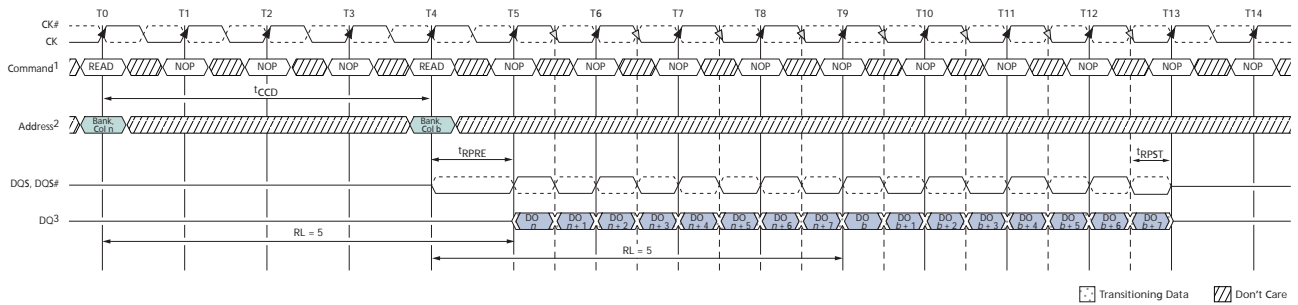 T0 T1 T2 T3 T4 T5 T6 T7 T8 T9 T10 T11 T12 T13 T14
CK#
CK
Command1 READ NOP NOP NOP READ NOP NOP NOP NOP NOP NOP NOP NOP NOP NOP
tCCD
Address2 Bank, Col n Bank, Col b
tRPRE tRPST
DQS, DQS#
DQ3 DO n DO n + 1 DO n + 2 DO n + 3 DO n + 4 DO n + 5 DO n + 6 DO n + 7 DO b DO b + 1 DO b + 2 DO b + 3 DO b + 4 DO b + 5 DO b + 6 DO b + 7
RL = 5
RL = 5
Transitioning Data Don't Care